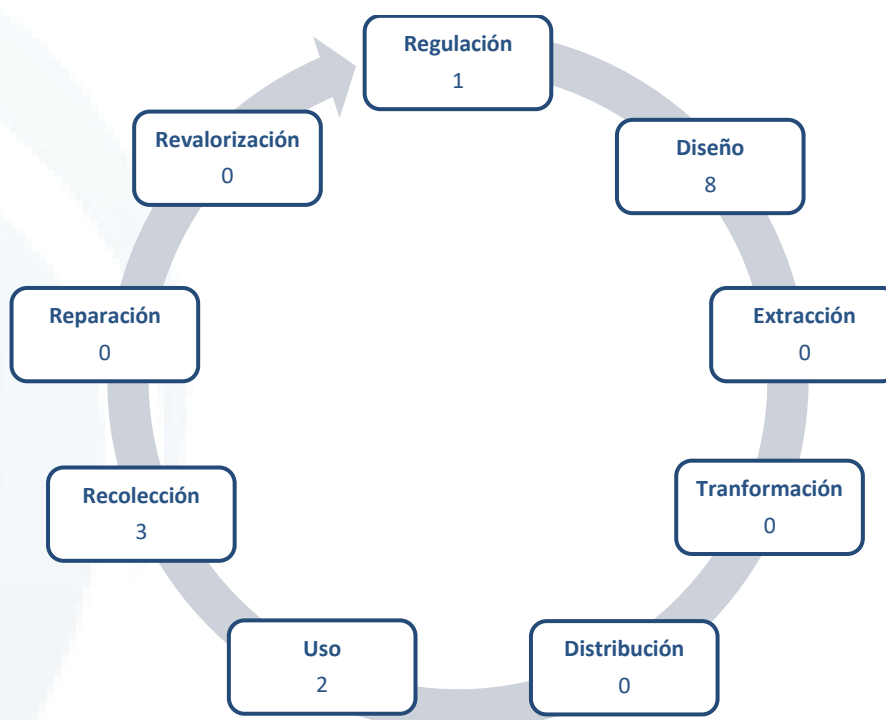 Regulación
1
Diseño
8
Extracción
0
Tranformación
0
Distribución
0
Uso
2
Recolección
3
Reparación
0
Revalorización
0